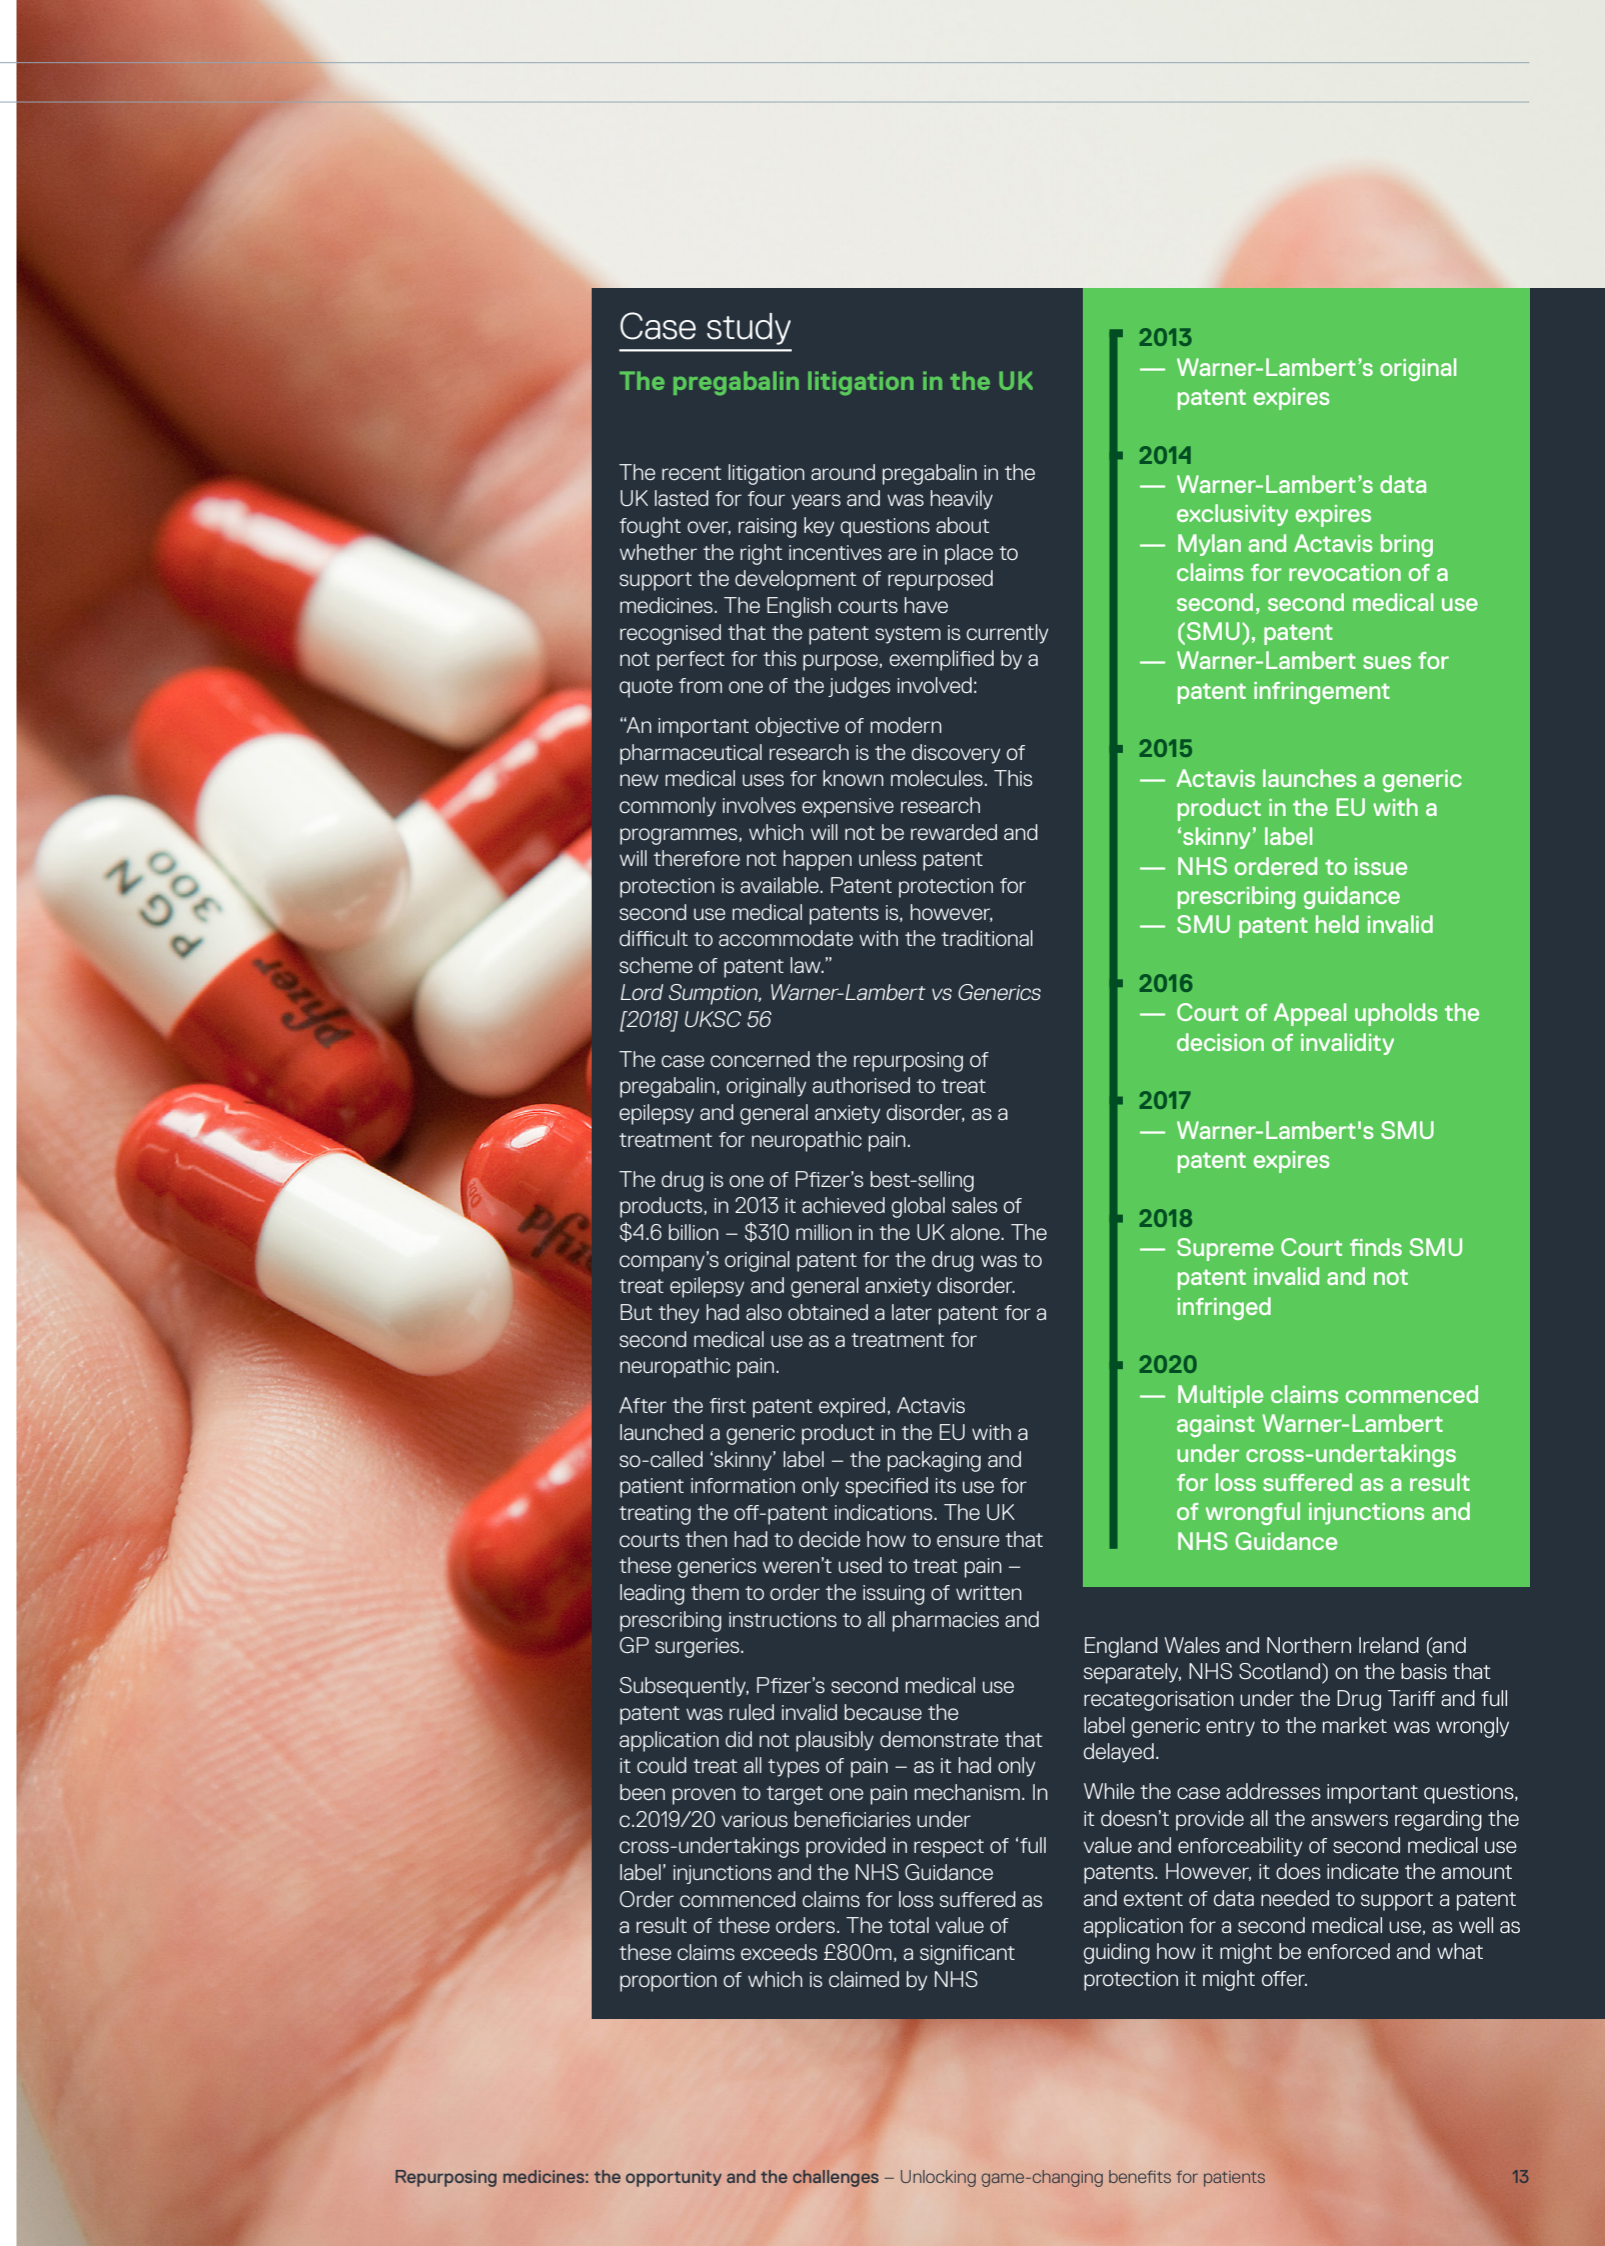 Case study
The pregabalin litigation in the UK
The recent litigation around pregabalin in the
UK lasted for four years and was heavily
fought over, raising key questions about
whether the right incentives are in place to
support the development of repurposed
medicines. The English courts have
recognised that the patent system is currently
not perfect for this purpose, exemplified by a
quote from one of the judges involved:
“An important objective of modern
pharmaceutical research is the discovery of
new medical uses for known molecules. This
commonly involves expensive research
programmes, which will not be rewarded and
will therefore not happen unless patent
protection is available. Patent protection for
second use medical patents is, however,
difficult to accommodate with the traditional
scheme of patent law.”
Lord Sumption, Warner-Lambert vs Generics
[2018] UKSC 56
The case concerned the repurposing of
pregabalin, originally authorised to treat
epilepsy and general anxiety disorder, as a
treatment for neuropathic pain.
The drug is one of Pfizer’s best-selling
products, in 2013 it achieved global sales of
$4.6 billion – $310 million in the UK alone. The
company’s original patent for the drug was to
treat epilepsy and general anxiety disorder.
But they had also obtained a later patent for a
second medical use as a treatment for
neuropathic pain.
After the first patent expired, Actavis
launched a generic product in the EU with a
so-called ‘skinny’ label – the packaging and
patient information only specified its use for
treating the off-patent indications. The UK
courts then had to decide how to ensure that
these generics weren’t used to treat pain –
leading them to order the issuing of written
prescribing instructions to all pharmacies and
GP surgeries.
Subsequently, Pfizer’s second medical use
patent was ruled invalid because the
application did not plausibly demonstrate that
it could treat all types of pain – as it had only
been proven to target one pain mechanism. In
c.2019/20 various beneficiaries under
cross-undertakings provided in respect of ‘full
label’ injunctions and the NHS Guidance
Order commenced claims for loss suffered as
a result of these orders. The total value of
these claims exceeds £800m, a significant
proportion of which is claimed by NHS
2013
— Warner-Lambert’s original
patent expires
2014
— Warner-Lambert’s data
exclusivity expires
— Mylan and Actavis bring
claims for revocation of a
second, second medical use
(SMU), patent
— Warner-Lambert sues for
patent infringement
2015
— Actavis launches a generic
product in the EU with a
‘skinny’ label
— NHS ordered to issue
prescribing guidance
— SMU patent held invalid
2016
— Court of Appeal upholds the
decision of invalidity
2017
— Warner-Lambert's SMU
patent expires
2018
— Supreme Court finds SMU
patent invalid and not
infringed
2020
— Multiple claims commenced
against Warner-Lambert
under cross-undertakings
for loss suffered as a result
of wrongful injunctions and
NHS Guidance
England Wales and Northern Ireland (and
separately, NHS Scotland) on the basis that
recategorisation under the Drug Tariff and full
label generic entry to the market was wrongly
delayed.
While the case addresses important questions,
it doesn’t provide all the answers regarding the
value and enforceability of second medical use
patents. However, it does indicate the amount
and extent of data needed to support a patent
application for a second medical use, as well as
guiding how it might be enforced and what
protection it might offer.
PGN
300
Pfizer
Repurposing medicines: the opportunity and the challenges – Unlocking game-changing benefits for patients
13